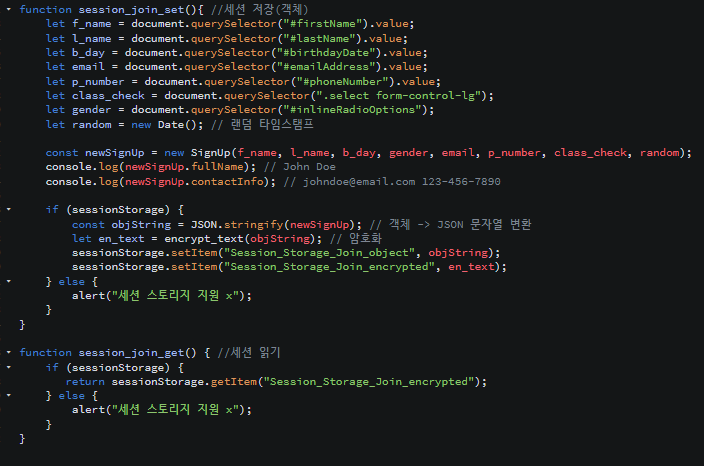 function session_join_set(){ //세션 저장(객체)
    let f_name = document.querySelector("#firstName").value;
    let l_name = document.querySelector("#lastName").value;
    let b_day = document.querySelector("#birthdayDate").value;
    let email = document.querySelector("#emailAddress").value;
    let p_number = document.querySelector("#phoneNumber").value;
    let class_check = document.querySelector(".select form-control-lg");
    let gender = document.querySelector("#inlineRadioOptions");
    let random = new Date(); // 랜덤 타임스탬프

    const newSignUp = new SignUp(f_name, l_name, b_day, gender, email, p_number, class_check, random);
    console.log(newSignUp.fullName); // John Doe
    console.log(newSignUp.contactInfo); // johndoe@email.com 123-456-7890

    if (sessionStorage) {
        const objString = JSON.stringify(newSignUp); // 객체 -> JSON 문자열 변환
        let en_text = encrypt_text(objString); // 암호화
        sessionStorage.setItem("Session_Storage_Join_object", objString);
        sessionStorage.setItem("Session_Storage_Join_encrypted", en_text);
    } else {
        alert("세션 스토리지 지원 x");
    }
}

function session_join_get() { //세션 읽기
    if (sessionStorage) {
       return sessionStorage.getItem("Session_Storage_Join_encrypted");
    } else {
        alert("세션 스토리지 지원 x");
    }
}